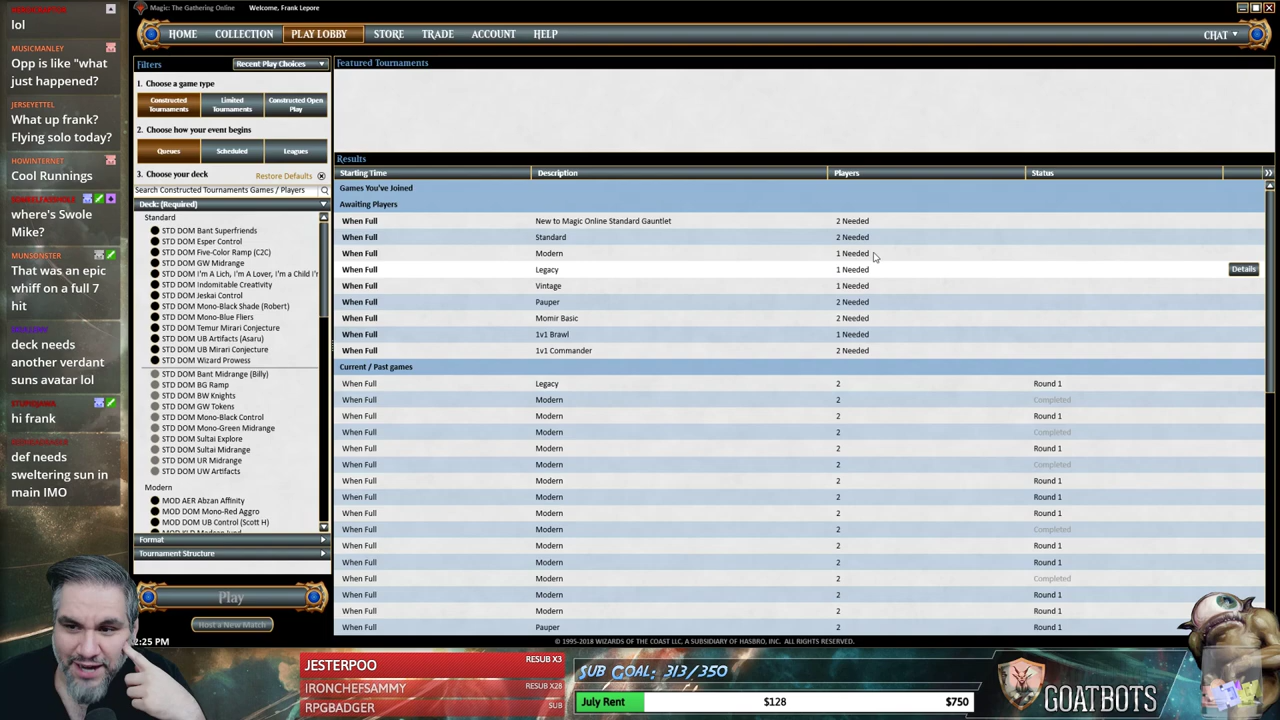 lol
MUSICMANLEY
Opp is like "what
just happened?
JERSEYETTEL
What up frank?
Flying solo today?
HOWINTERNET
Cool Runnings
where's Swole
Mike?
MUNSONSTER
That was an epic
whiff on a full 7
hit
deck needs
another verdant
suns avatar lol
hi frank
def needs
sweltering sun in
main IMO
Magic: The Gathering Online Welcome, Frank Lepore
HOME COLLECTION PLAY LOBBY STORE TRADE ACCOUNT HELP CHAT
Filters Recent Play Choices
1. Choose a game type
Constructed Tournaments Limited Tournaments Constructed Open Play
2. Choose how your event begins
Queues Scheduled Leagues
3. Choose your deck Restore Defaults
Search Constructed Tournaments Games / Players
Deck: (Required)
Standard
STD DOM Bant Superfriends
STD DOM Esper Control
STD DOM Five-Color Ramp (C2C)
STD DOM GW Midrange
STD DOM I'm A Lich, I'm A Lover, I'm a Child I'r
STD DOM Indomitable Creativity
STD DOM Jeskai Control
STD DOM Mono-Black Shade (Robert)
STD DOM Mono-Blue Fliers
STD DOM Temur Mirari Conjecture
STD DOM UB Artifacts (Asaru)
STD DOM UB Mirari Conjecture
STD DOM Wizard Prowess
STD DOM Bant Midrange (Billy)
STD DOM BG Ramp
STD DOM BW Knights
STD DOM GW Tokens
STD DOM Mono-Black Control
STD DOM Mono-Green Midrange
STD DOM Sultai Explore
STD DOM Sultai Midrange
STD DOM UR Midrange
STD DOM UW Artifacts
Modern
MOD AER Abzan Affinity
MOD DOM Mono-Red Aggro
MOD DOM UB Control (Scott H)
Format
Tournament Structure
Play
Host a New Match
2:25 PM
Featured Tournaments
Results
Starting Time Description Players Status
Games You've Joined
Awaiting Players
When Full New to Magic Online Standard Gauntlet 2 Needed
When Full Standard 2 Needed
When Full Modern 1 Needed
When Full Legacy 1 Needed Details
When Full Vintage 1 Needed
When Full Pauper 2 Needed
When Full Momir Basic 2 Needed
When Full 1v1 Brawl 1 Needed
When Full 1v1 Commander 2 Needed
Current / Past games
When Full Legacy 2 Round 1
When Full Modern 2 Completed
When Full Modern 2 Round 1
When Full Modern 2 Completed
When Full Modern 2 Round 1
When Full Modern 2 Completed
When Full Modern 2 Round 1
When Full Modern 2 Round 1
When Full Modern 2 Round 1
When Full Modern 2 Completed
When Full Modern 2 Round 1
When Full Modern 2 Round 1
When Full Modern 2 Completed
When Full Modern 2 Round 1
When Full Modern 2 Round 1
When Full Pauper 2 Round 1
© 1995-2018 WIZARDS OF THE COAST LLC, A SUBSIDIARY OF HASBRO, INC. ALL RIGHTS RESERVED.
JESTERPOO RESUB X3
IRONCHEFSAMMY RESUB X28
RPGBADGER SUB
SUB GOAL: 313/350
July Rent $128 $750
GOATBOTS